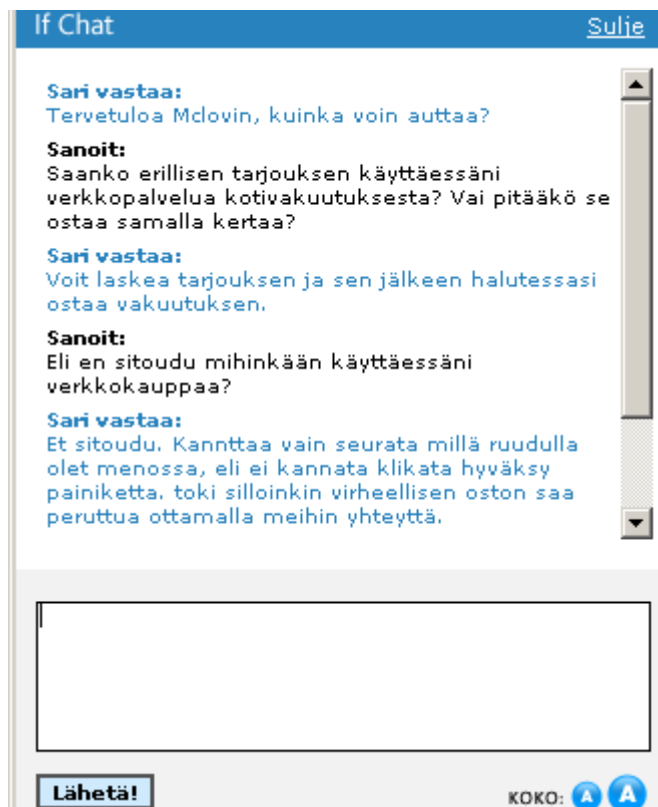 If Chat Sulje
Sari vastaa:
Tervetuloa Mclovin, kuinka voin auttaa?
Sanoit:
Saanko erillisen tarjouksen käyttäessäni
verkkopalvelua kotivakuutuksesta? Vai pitääkö se
ostaa samalla kertaa?
Sari vastaa:
Voit laskea tarjouksen ja sen jälkeen halutessasi
ostaa vakuutuksen.
Sanoit:
Eli en sitoudu mihinkään käyttäessäni
verkkokauppaa?
Sari vastaa:
Et sitoudu. Kannttaa vain seurata millä ruudulla
olet menossa, eli ei kannata klikata hyväksy
painiketta. toki silloinkin virheellisen oston saa
peruttua ottamalla meihin yhteyttä.
Lähetä! KOKO: A A